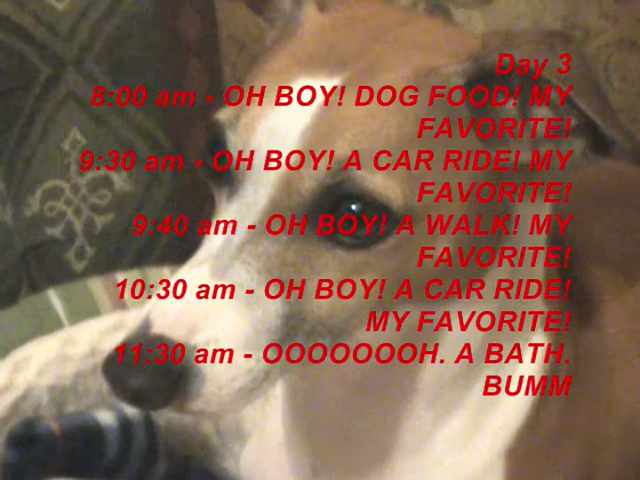 Day 3
8:00 am - OH BOY! DOG FOOD! MY
FAVORITE!
9:30 am - OH BOY! A CAR RIDE! MY
FAVORITE!
9:40 am - OH BOY! A WALK! MY
FAVORITE!
10:30 am - OH BOY! A CAR RIDE!
MY FAVORITE!
11:30 am - OOOOOOOH. A BATH.
BUMM